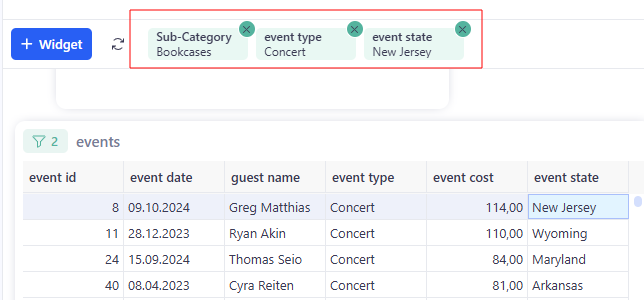 + Widget
Sub-Category
Bookcases
event type
Concert
event state
New Jersey
2 events
event id event date guest name event type event cost event state
8 09.10.2024 Greg Matthias Concert 114,00 New Jersey
11 28.12.2023 Ryan Akin Concert 110,00 Wyoming
24 15.09.2024 Thomas Seio Concert 84,00 Maryland
40 08.04.2023 Cyra Reiten Concert 81,00 Arkansas